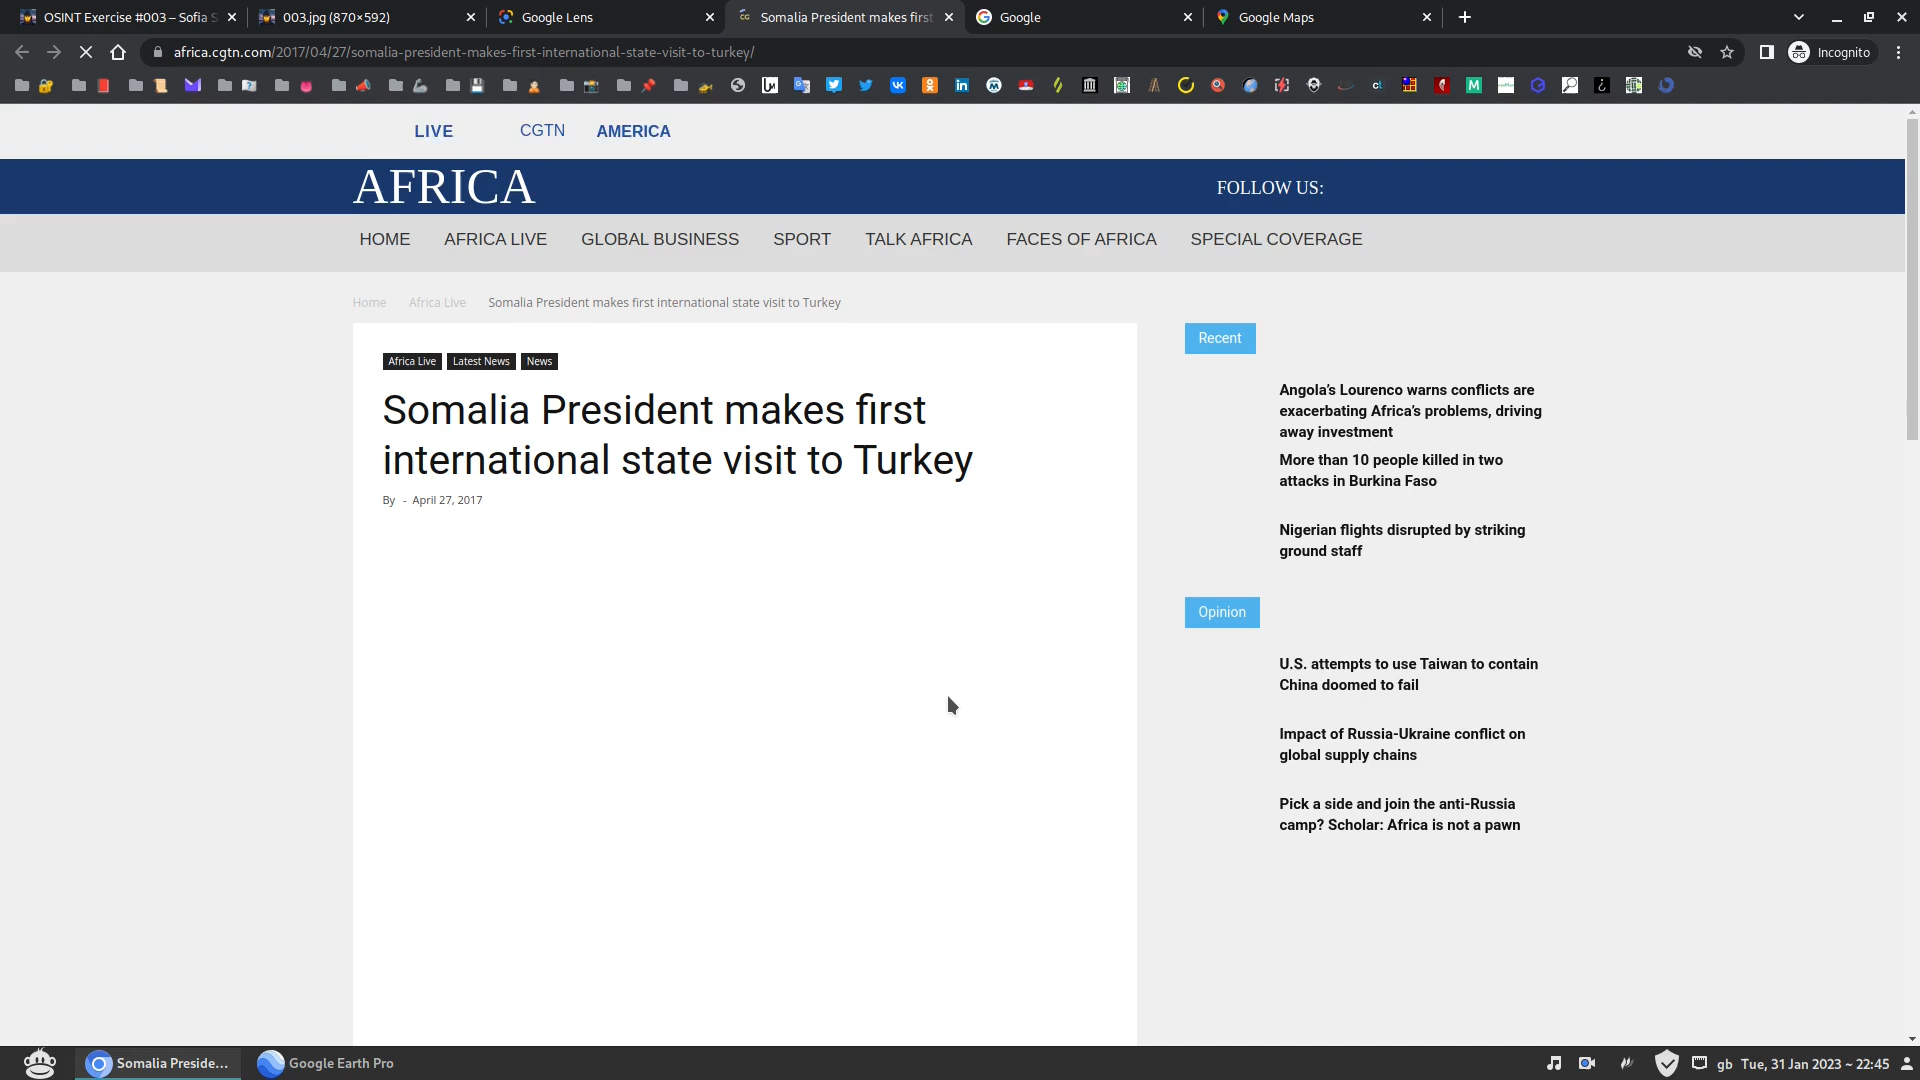 OSINT Exercise #003 – Sofia S
003.jpg (870×592)
Google Lens
Somalia President makes first
Google
Google Maps
africa.cgtn.com/2017/04/27/somalia-president-makes-first-international-state-visit-to-turkey/
Incognito
LIVE
CGTN
AMERICA
AFRICA
FOLLOW US:
HOME
AFRICA LIVE
GLOBAL BUSINESS
SPORT
TALK AFRICA
FACES OF AFRICA
SPECIAL COVERAGE
Home
Africa Live
Somalia President makes first international state visit to Turkey
Africa Live
Latest News
News
Somalia President makes first
international state visit to Turkey
By - April 27, 2017
Recent
Angola’s Lourenco warns conflicts are
exacerbating Africa’s problems, driving
away investment
More than 10 people killed in two
attacks in Burkina Faso
Nigerian flights disrupted by striking
ground staff
Opinion
U.S. attempts to use Taiwan to contain
China doomed to fail
Impact of Russia-Ukraine conflict on
global supply chains
Pick a side and join the anti-Russia
camp? Scholar: Africa is not a pawn
Somalia Preside...
Google Earth Pro
gb
Tue, 31 Jan 2023 ~ 22:45